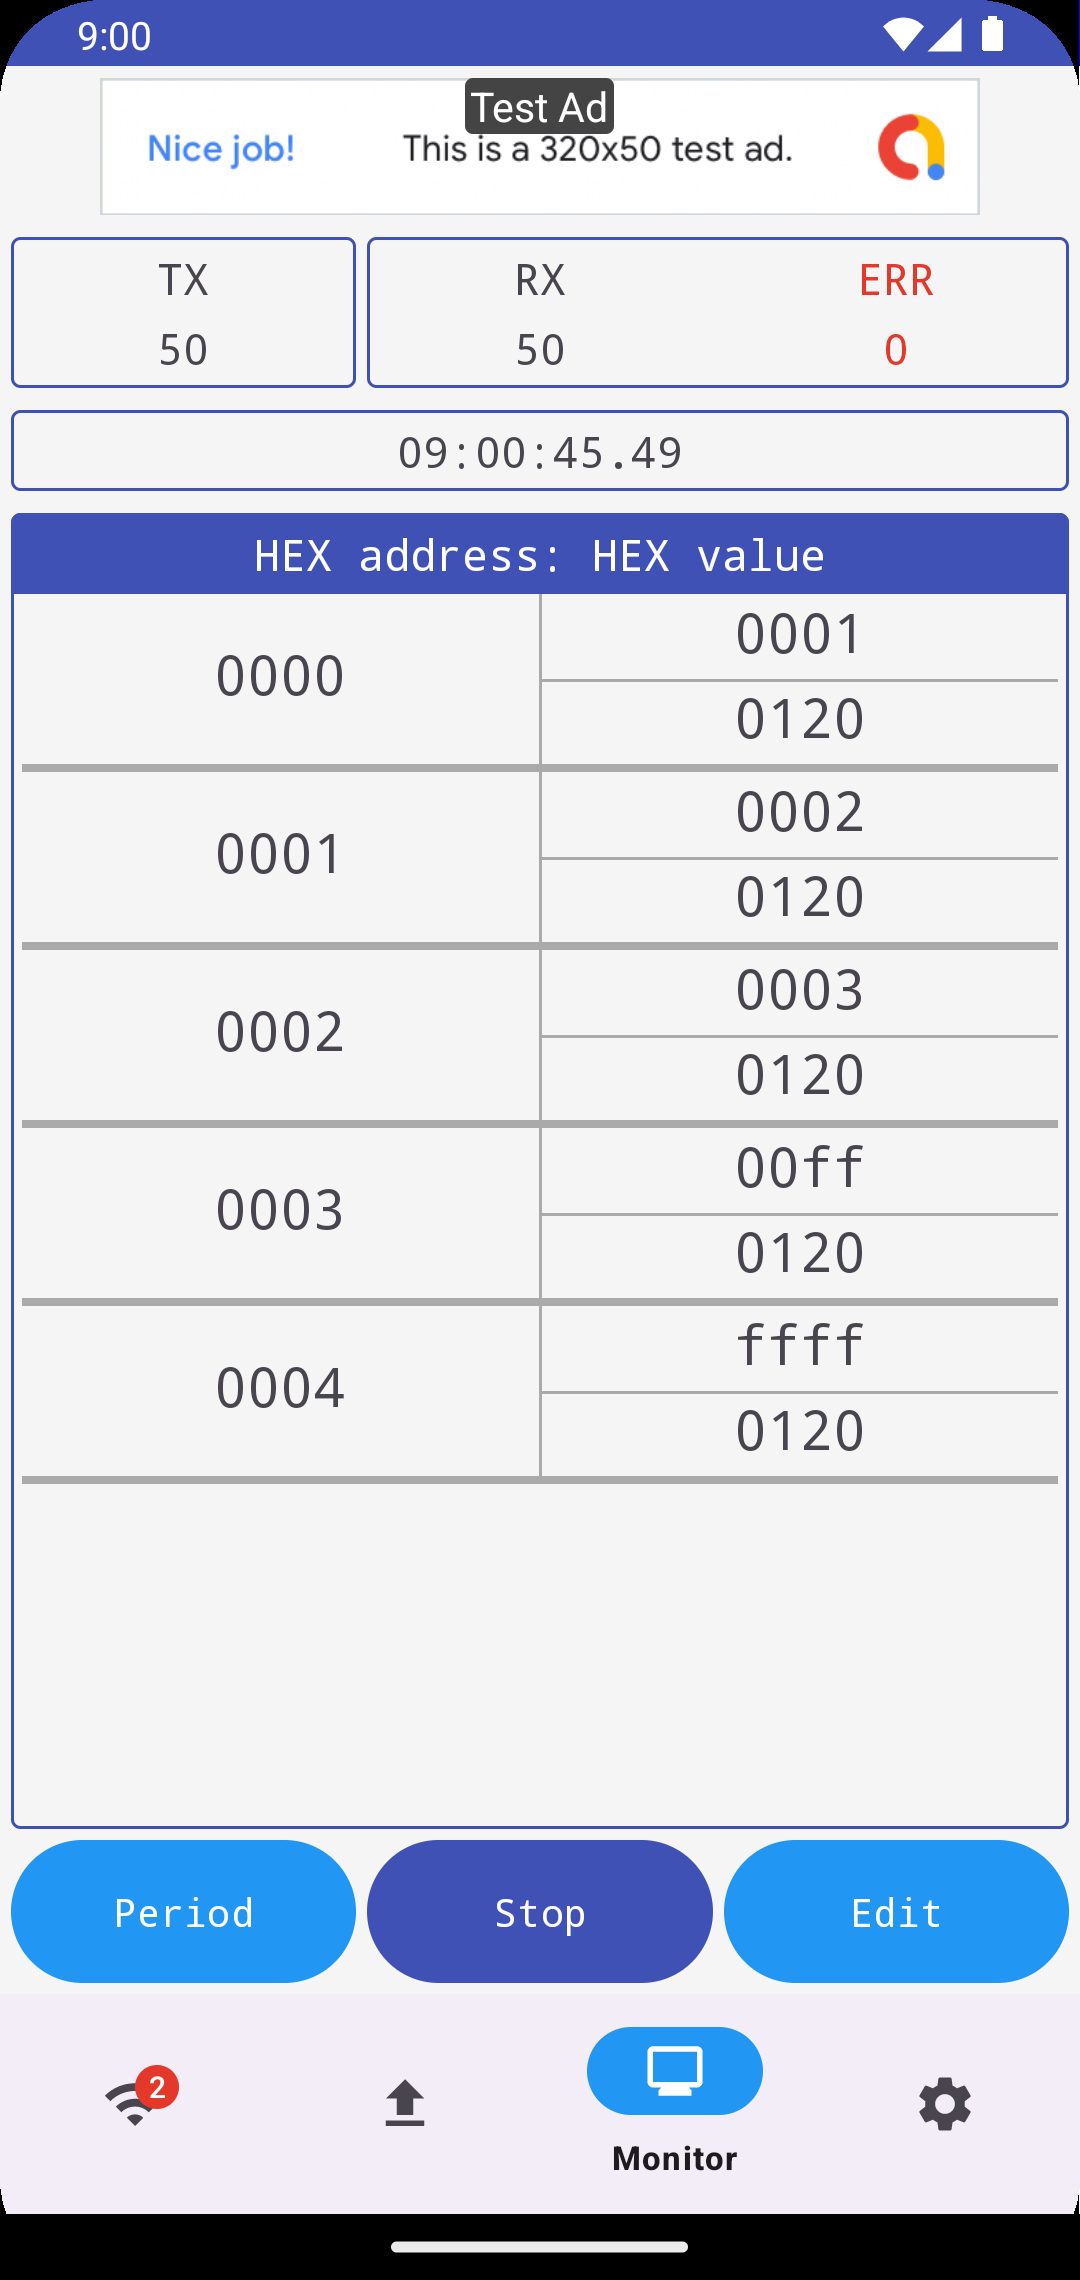 9:00
Test Ad
Nice job! This is a 320x50 test ad.
TX RX ERR
50 50 0
09:00:45.49
HEX address: HEX value
0000
0001
0120
0001
0002
0120
0002
0003
0120
0003
00ff
0120
0004
ffff
0120
Period Stop Edit
2
Monitor